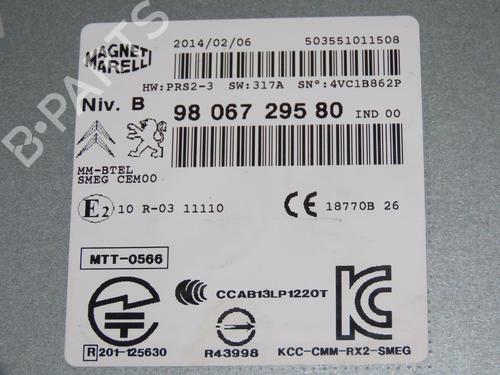 MAGNETI
MARELLI
2014/02/06 503551011508
HW:PRS2-3 SW:317A SN°:4VC1B862P
Niv. B
98 067 295 80 IND 00
MM-BTEL
SMEG CEM00
E2 10 R-03 11110
CE 18770B 26
MTT-0566
CCAB13LP1220T
R 201-125630
R43998
KCC-CMM-RX2-SMEG
B-PARTS